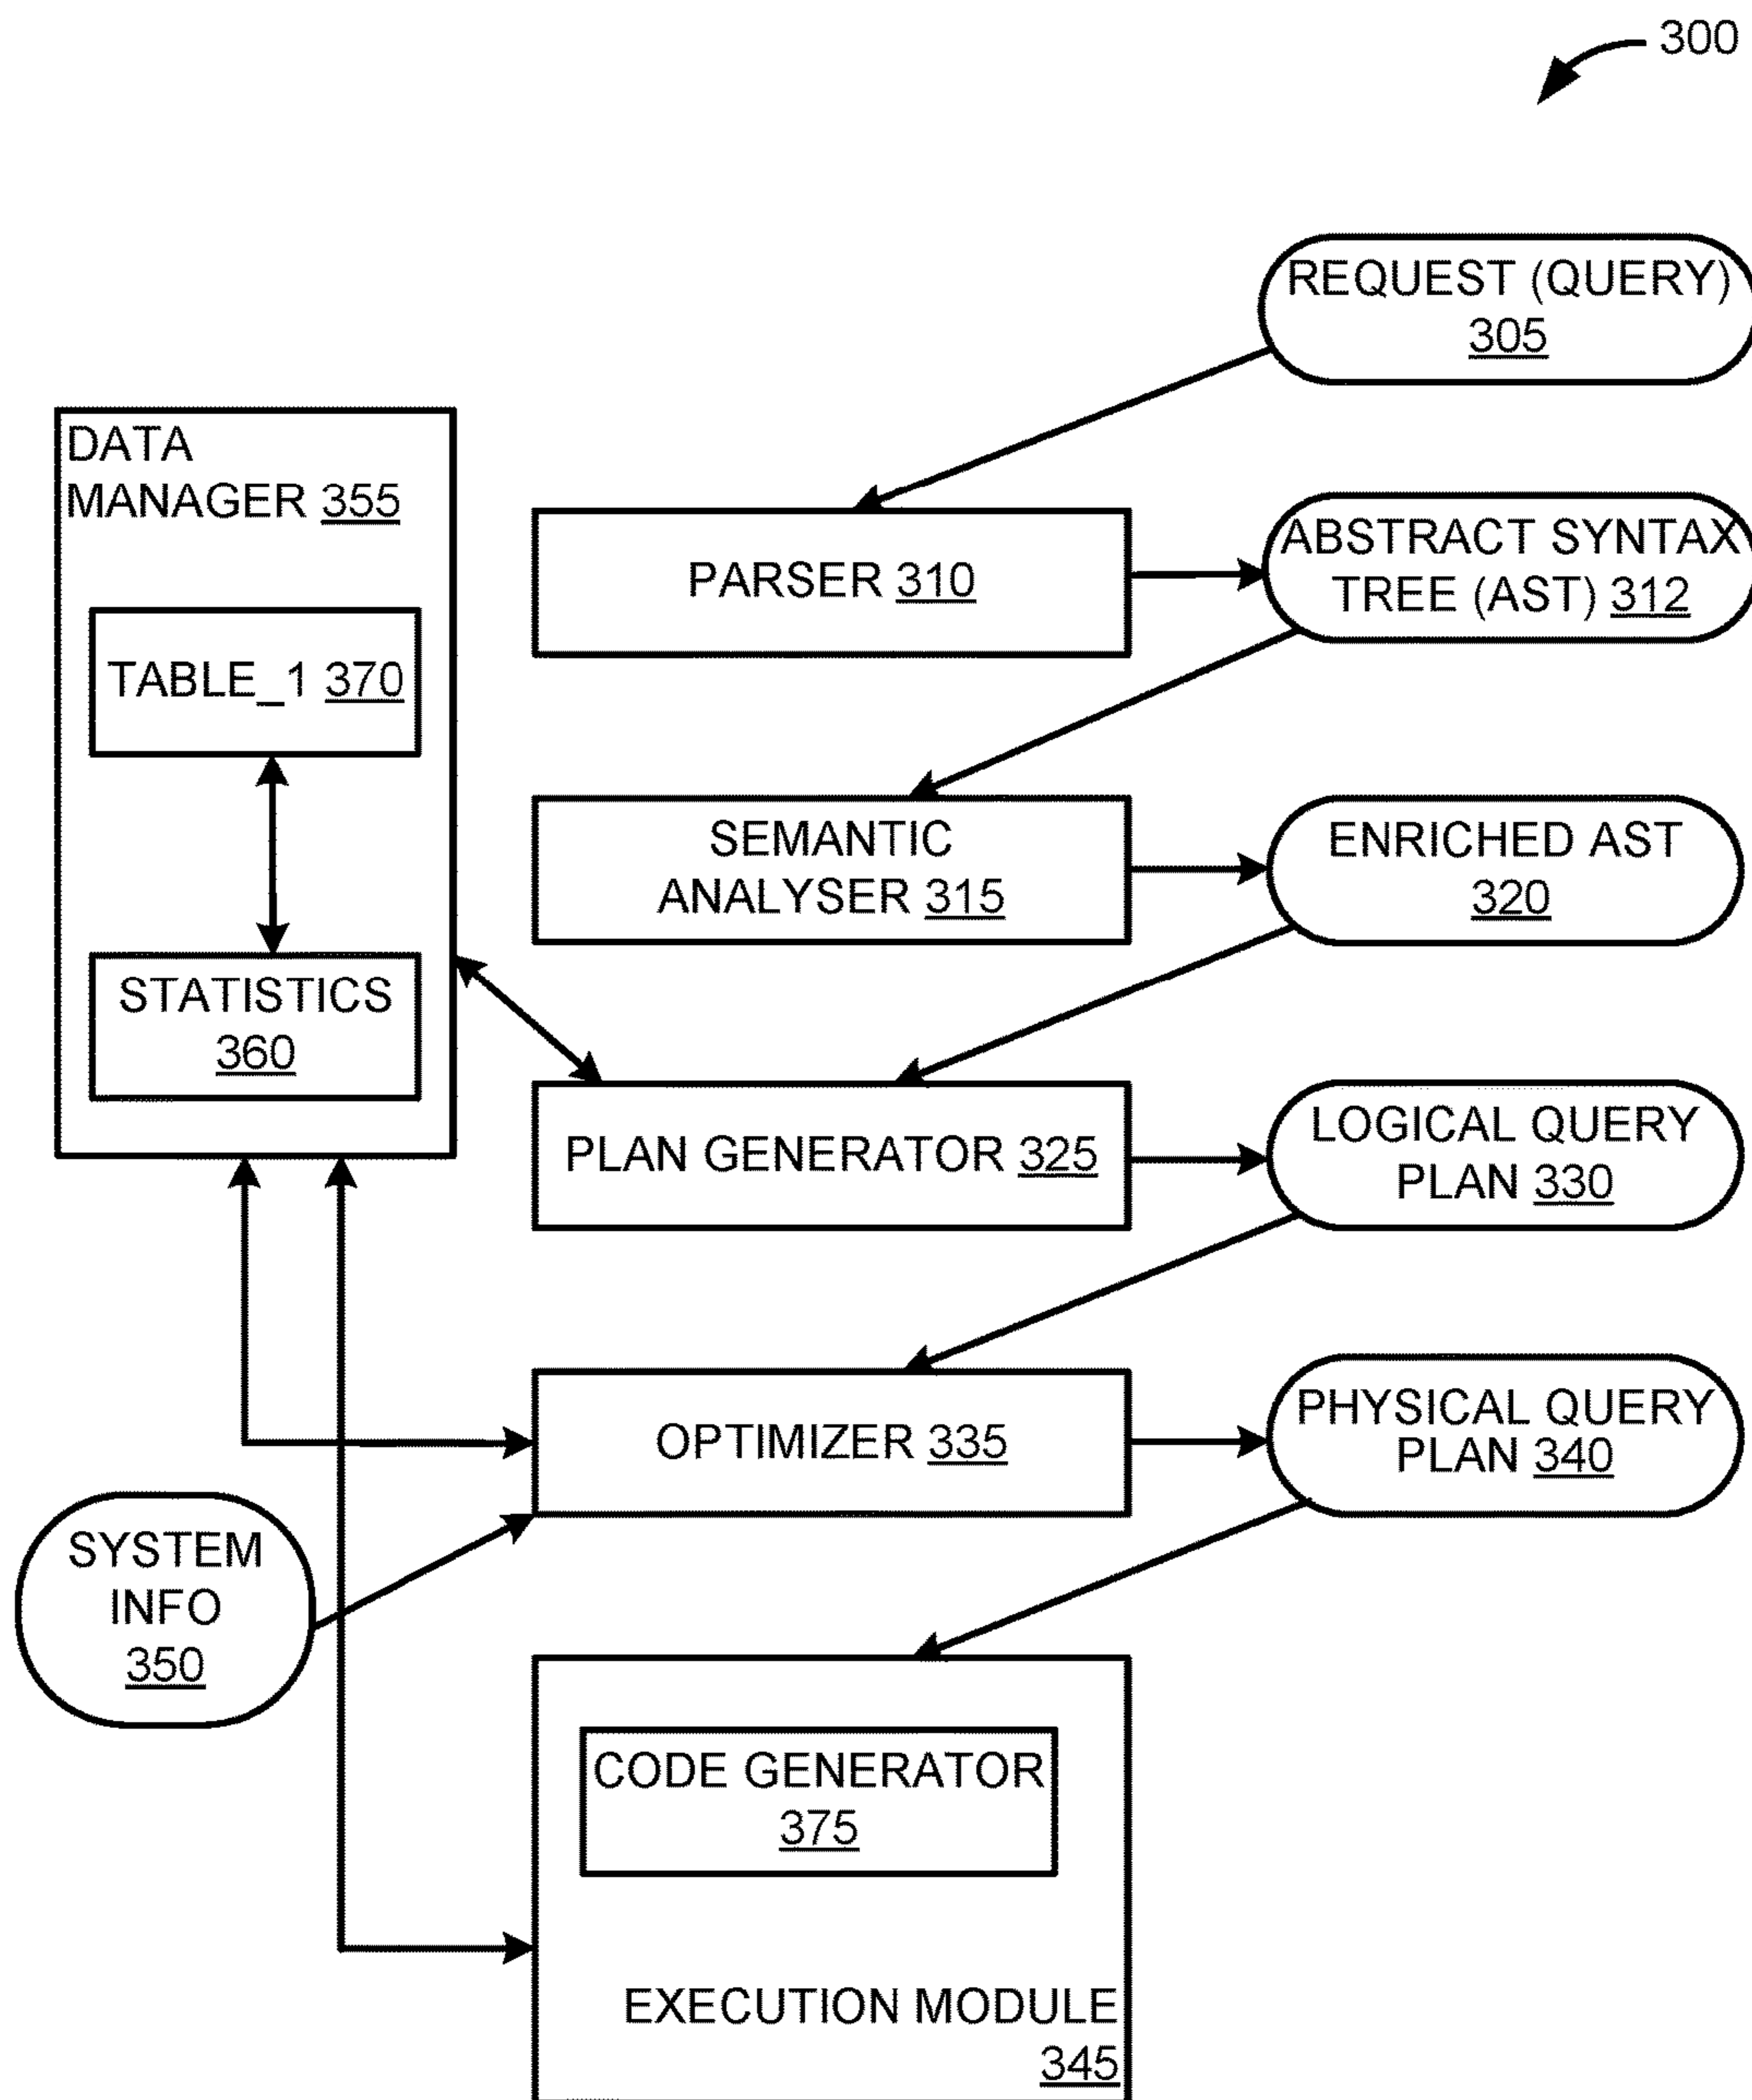 300
REQUEST (QUERY)
305
DATA
MANAGER 355
PARSER 310
ABSTRACT SYNTAX
TREE (AST) 312
TABLE_1 370
SEMANTIC
ANALYSER 315
ENRICHED AST
320
STATISTICS
360
PLAN GENERATOR 325
LOGICAL QUERY
PLAN 330
OPTIMIZER 335
PHYSICAL QUERY
PLAN 340
SYSTEM
INFO
350
CODE GENERATOR
375
EXECUTION MODULE
345